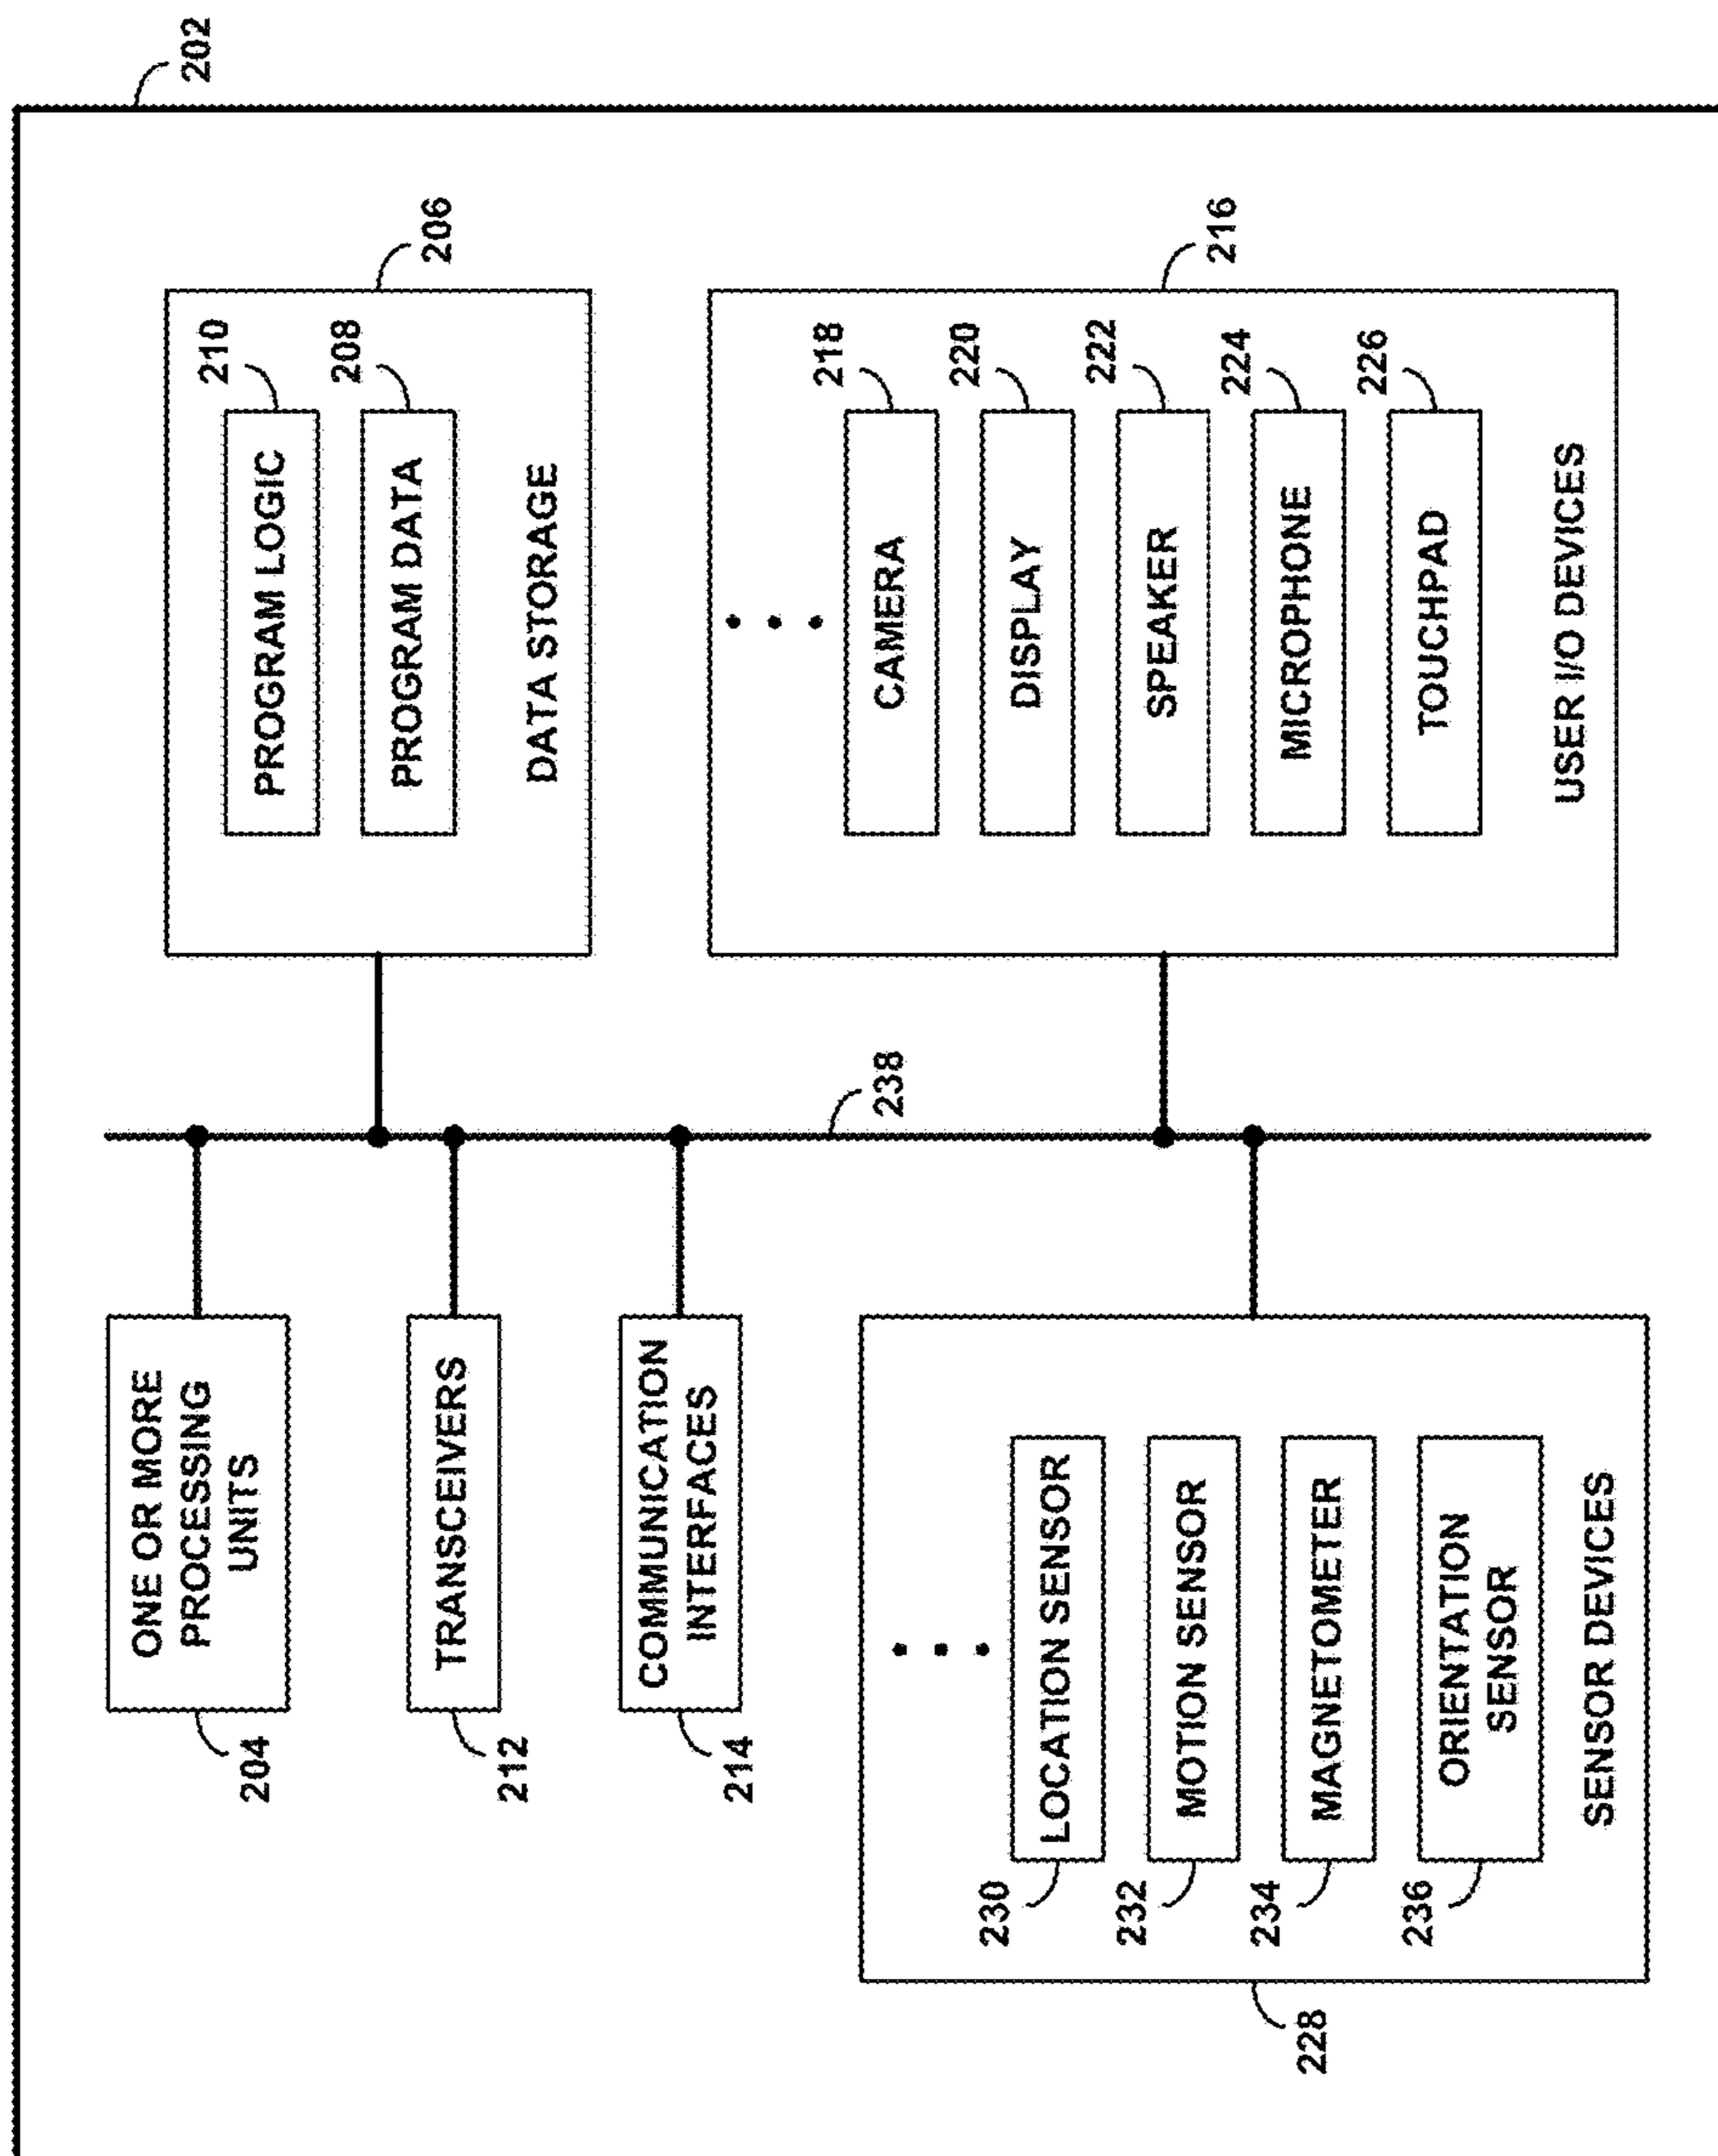 202
ONE OR MORE
PROCESSING
UNITS
204
TRANSCEIVERS
212
COMMUNICATION
INTERFACES
214
LOCATION SENSOR
230
MOTION SENSOR
232
MAGNETOMETER
234
ORIENTATION
SENSOR
236
SENSOR DEVICES
228
238
PROGRAM LOGIC
210
PROGRAM DATA
208
DATA STORAGE
206
CAMERA
218
DISPLAY
220
SPEAKER
222
MICROPHONE
224
TOUCHPAD
226
USER I/O DEVICES
216